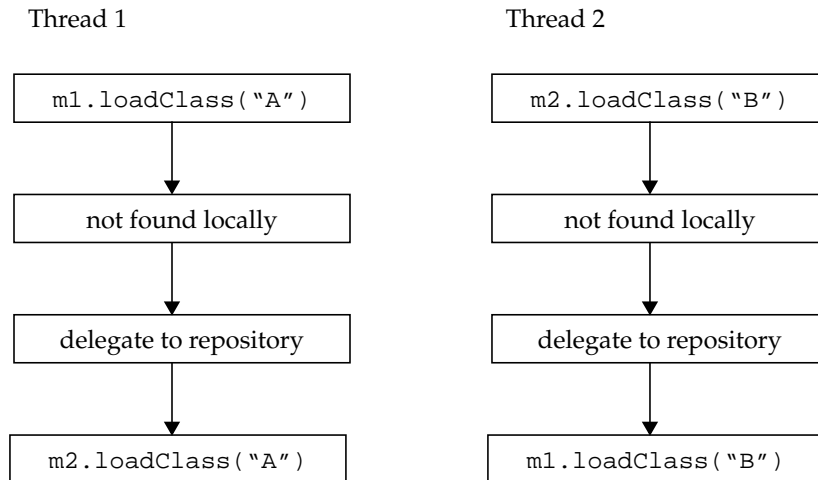 Thread 1
m1.loadClass(“A”)
not found locally
delegate to repository
m2.loadClass(“A”)
Thread 2
m2.loadClass(“B”)
not found locally
delegate to repository
m1.loadClass(“B”)